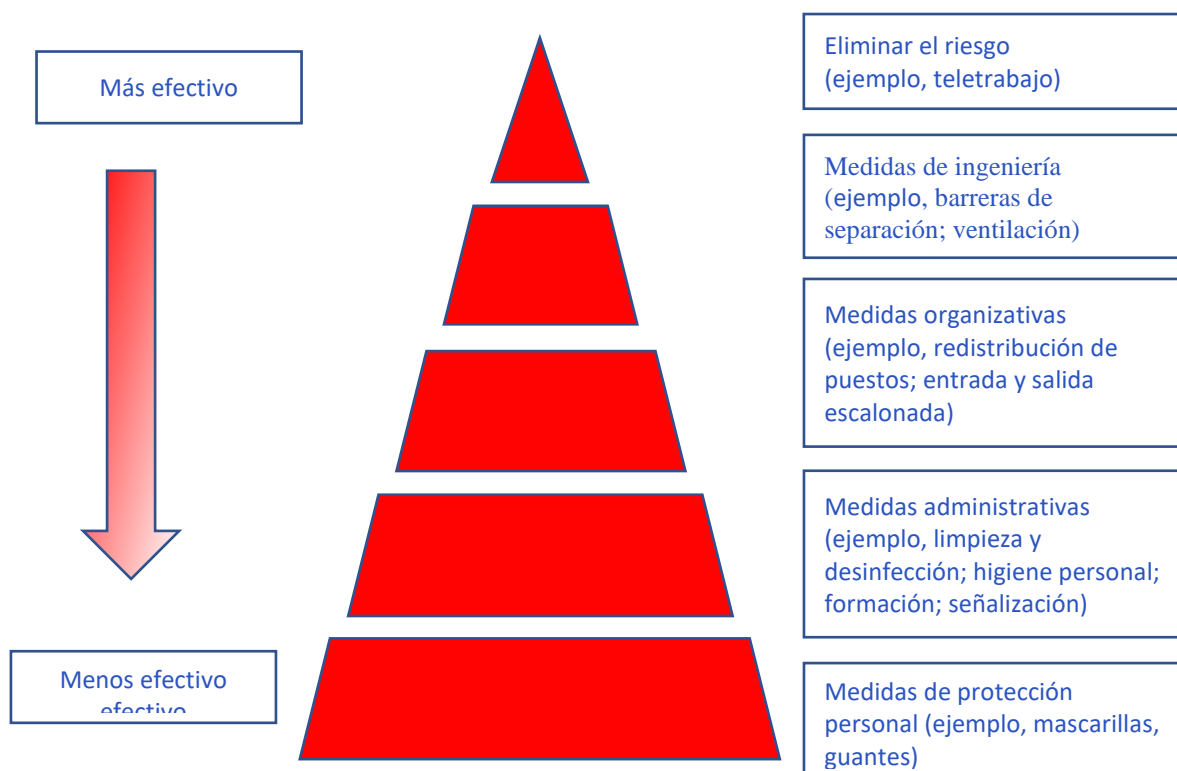 Más efectivo
Eliminar el riesgo
(ejemplo, teletrabajo)
Medidas de ingeniería
(ejemplo, barreras de
separación; ventilación)
Medidas organizativas
(ejemplo, redistribución de
puestos; entrada y salida
escalonada)
Medidas administrativas
(ejemplo, limpieza y
desinfección; higiene personal;
formación; señalización)
Menos efectivo
efectivo
Medidas de protección
personal (ejemplo, mascarillas,
guantes)